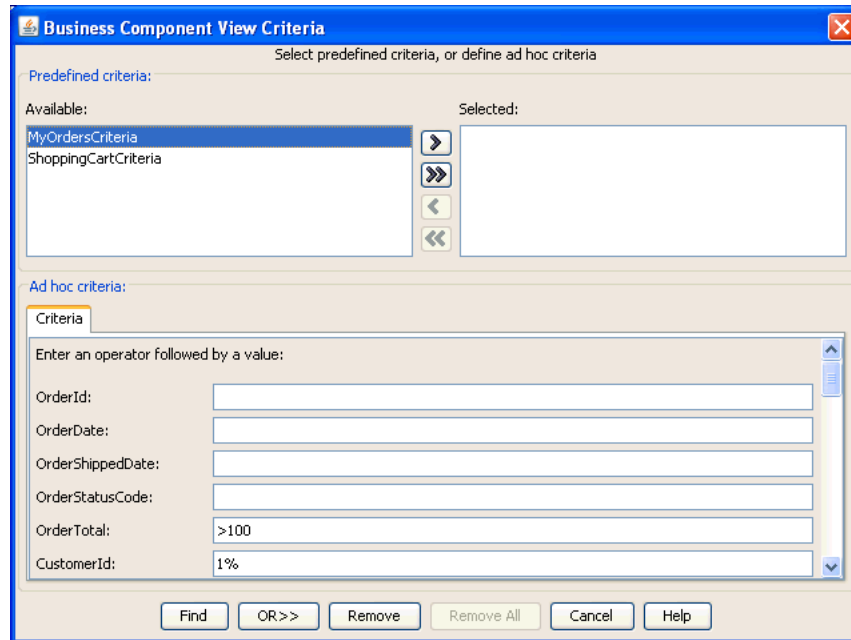 Business Component View Criteria
Select predefined criteria, or define ad hoc criteria
Predefined criteria:
Available:
Selected:
MyOrdersCriteria
ShoppingCartCriteria
Ad hoc criteria:
Criteria
Enter an operator followed by a value:
OrderId:
OrderDate:
OrderShippedDate:
OrderStatusCode:
OrderTotal: >100
CustomerId: 1%
Find OR>> Remove Remove All Cancel Help